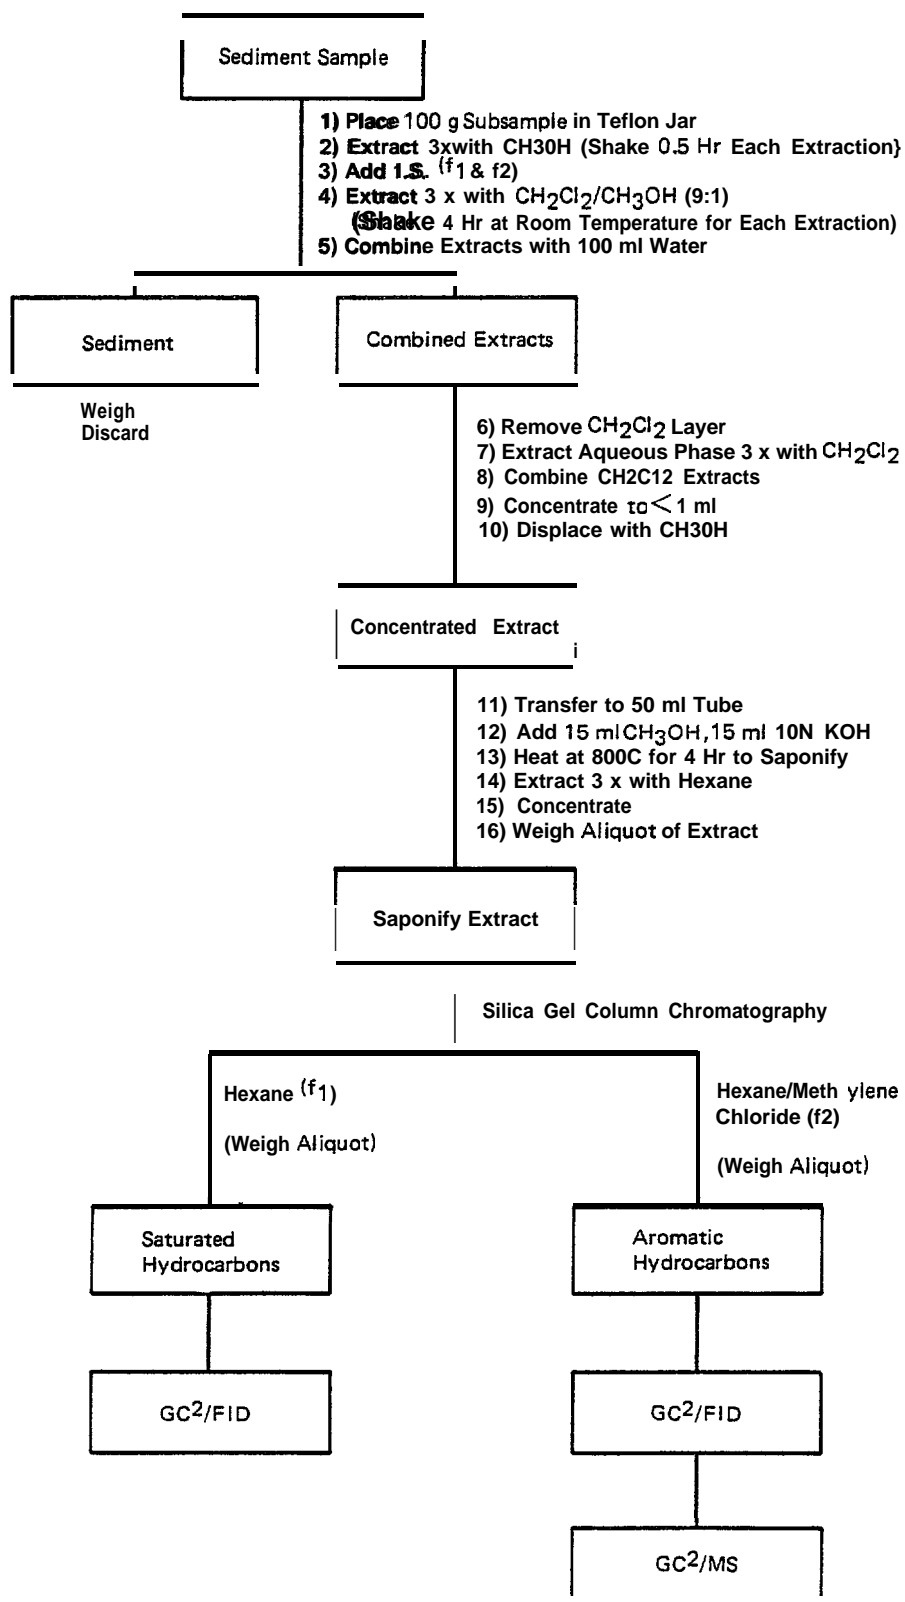 Sediment Sample
1) Place 100 g Subsample in Teflon Jar
2) Extract 3xwith CH30H (Shake 0.5 Hr Each Extraction}
3) Add I.S. (f1 & f2)
4) Extract 3 x with CH2Cl2/CH3OH (9:1)
(Shake 4 Hr at Room Temperature for Each Extraction)
5) Combine Extracts with 100 ml Water
Sediment
Combined Extracts
Weigh
Discard
6) Remove CH2Cl2 Layer
7) Extract Aqueous Phase 3 x with CH2Cl2
8) Combine CH2C12 Extracts
9) Concentrate to < 1 ml
10) Displace with CH30H
Concentrated Extract
11) Transfer to 50 ml Tube
12) Add 15 ml CH3OH, 15 ml 10N KOH
13) Heat at 800C for 4 Hr to Saponify
14) Extract 3 x with Hexane
15) Concentrate
16) Weigh Aliquot of Extract
Saponify Extract
Silica Gel Column Chromatography
Hexane (f1)
(Weigh Aliquot)
Hexane/Meth ylene
Chloride (f2)
(Weigh Aliquot)
Saturated
Hydrocarbons
Aromatic
Hydrocarbons
GC2/FID
GC2/FID
GC2/MS